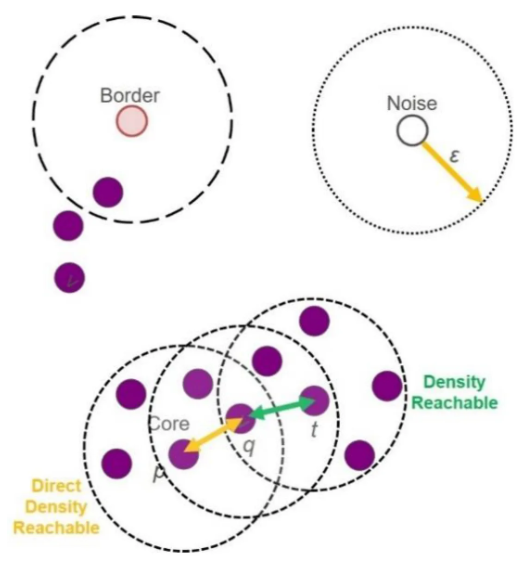 Border
Noise
ε
Core
p
q
t
Density
Reachable
Direct
Density
Reachable